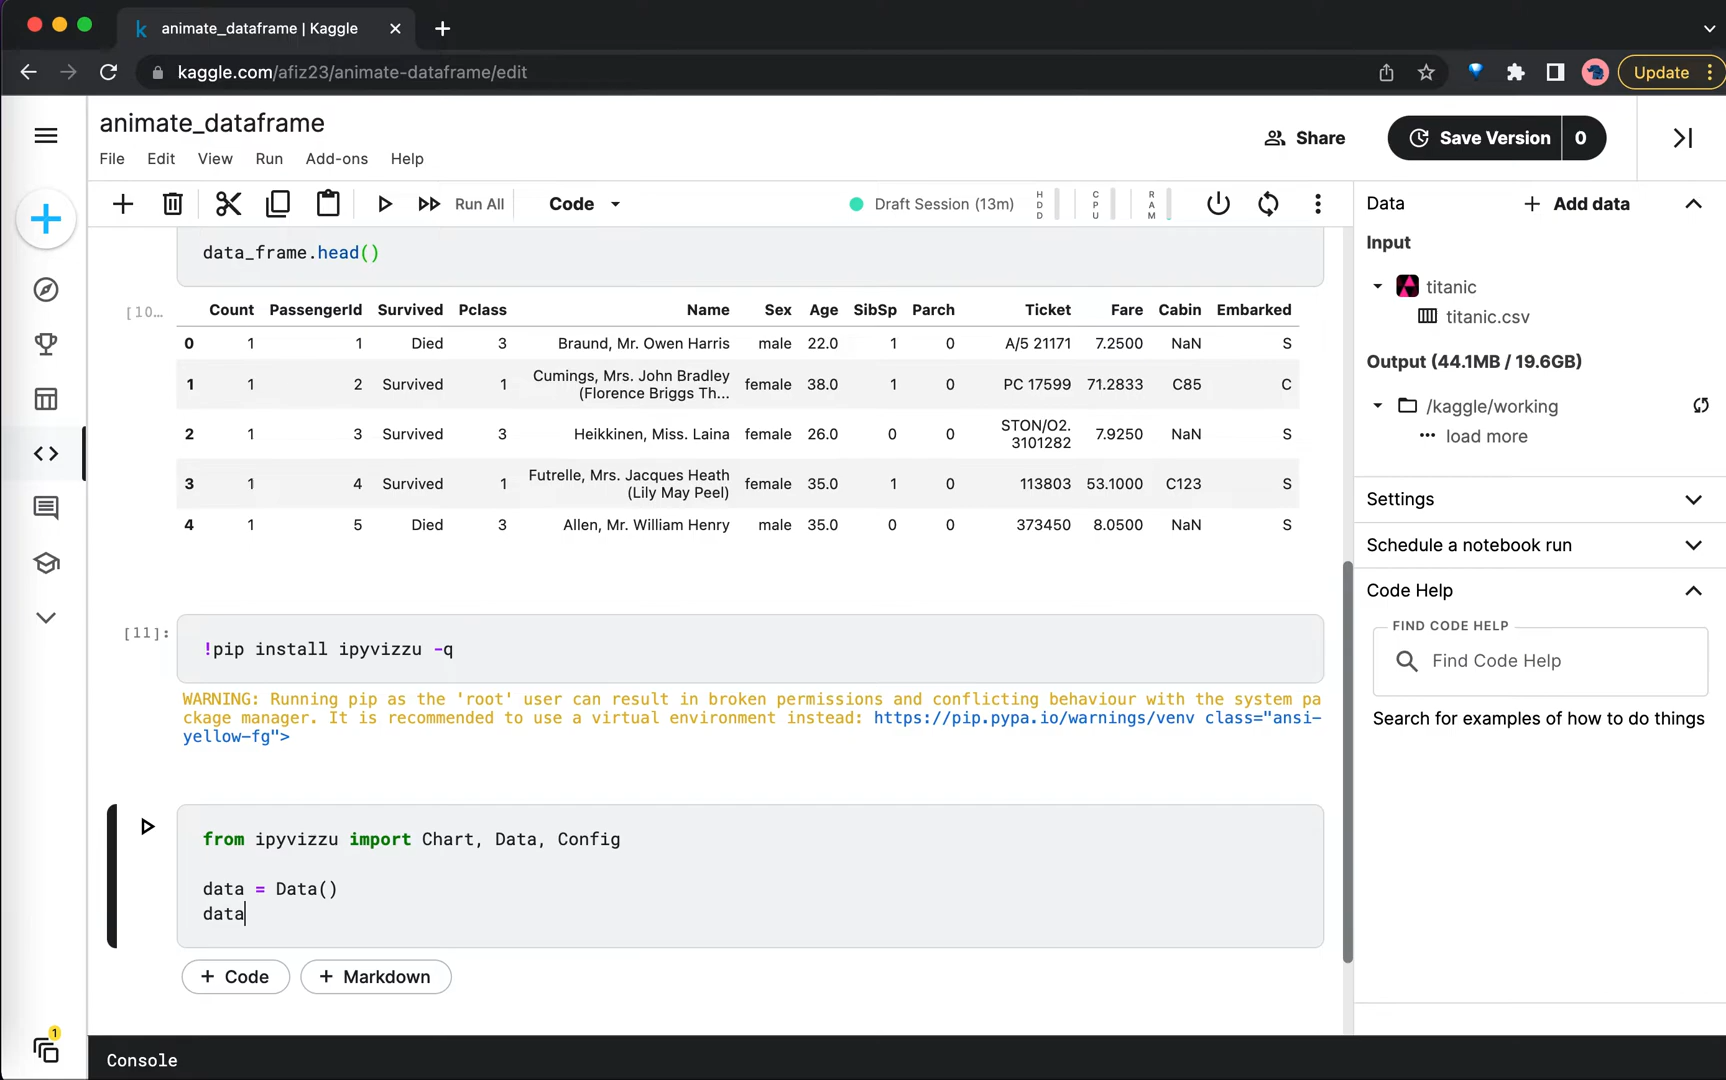 animate_dataframe | Kaggle
kaggle.com/afiz23/animate-dataframe/edit
Update
animate_dataframe
File Edit View Run Add-ons Help
Share
Save Version 0
Run All
Code
Draft Session (13m)
HDD
CPU
RAM
data_frame.head()
[10...
Count PassengerId Survived Pclass Name Sex Age SibSp Parch Ticket Fare Cabin Embarked
0 1 1 Died 3 Braund, Mr. Owen Harris male 22.0 1 0 A/5 21171 7.2500 NaN S
1 1 2 Survived 1 Cumings, Mrs. John Bradley (Florence Briggs Th... female 38.0 1 0 PC 17599 71.2833 C85 C
2 1 3 Survived 3 Heikkinen, Miss. Laina female 26.0 0 0 STON/O2. 3101282 7.9250 NaN S
3 1 4 Survived 1 Futrelle, Mrs. Jacques Heath (Lily May Peel) female 35.0 1 0 113803 53.1000 C123 S
4 1 5 Died 3 Allen, Mr. William Henry male 35.0 0 0 373450 8.0500 NaN S
[11]:
!pip install ipyvizzu -q
WARNING: Running pip as the 'root' user can result in broken permissions and conflicting behaviour with the system pa
ckage manager. It is recommended to use a virtual environment instead: https://pip.pypa.io/warnings/venv class="ansi-
yellow-fg">
from ipyvizzu import Chart, Data, Config
data = Data()
data
+ Code
+ Markdown
Console
1
Data
+ Add data
Input
titanic
titanic.csv
Output (44.1MB / 19.6GB)
/kaggle/working
load more
Settings
Schedule a notebook run
Code Help
FIND CODE HELP
Find Code Help
Search for examples of how to do things